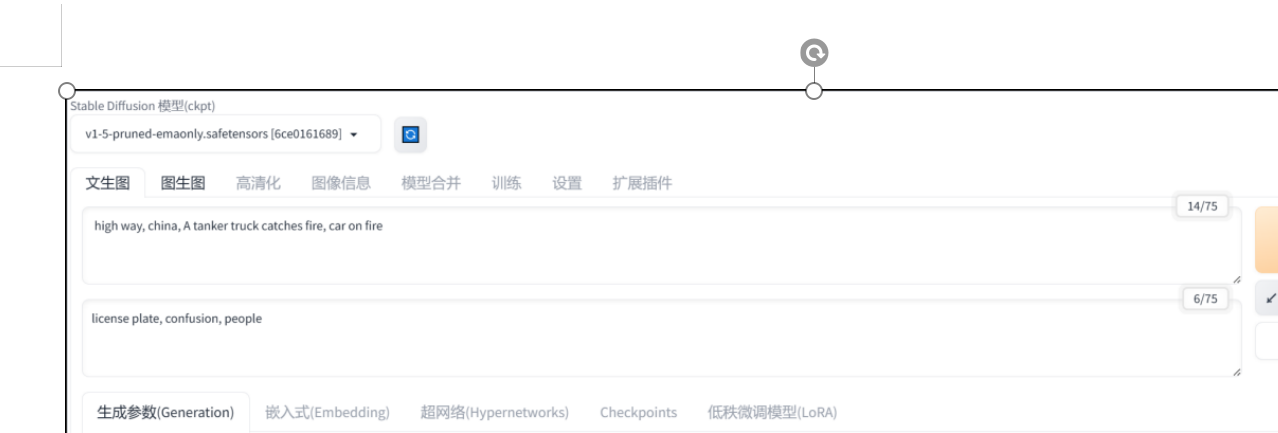 Stable Diffusion 模型(ckpt)
v1-5-pruned-emaonly.safetensors [6ce0161689]
文生图 图生图 高清化 图像信息 模型合并 训练 设置 扩展插件
14/75
high way, china, A tanker truck catches fire, car on fire
6/75
license plate, confusion, people
生成参数(Generation) 嵌入式(Embedding) 超网络(Hypernetworks) Checkpoints 低秩微调模型(LoRA)